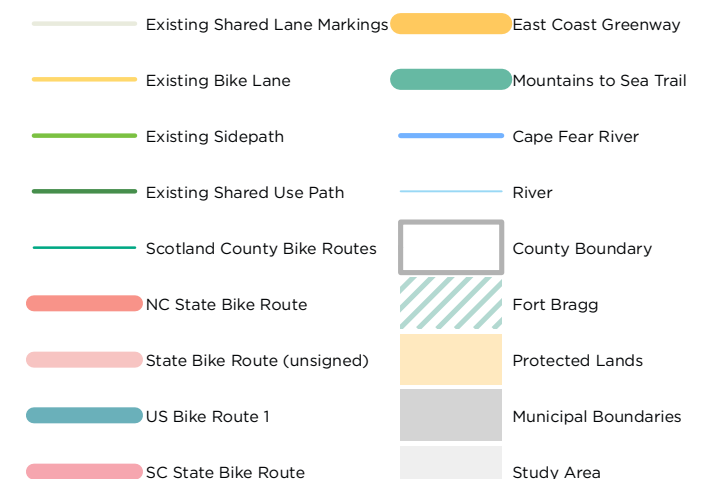 Existing Shared Lane Markings
Existing Bike Lane
Existing Sidepath
Existing Shared Use Path
Scotland County Bike Routes
NC State Bike Route
State Bike Route (unsigned)
US Bike Route 1
SC State Bike Route
East Coast Greenway
Mountains to Sea Trail
Cape Fear River
River
County Boundary
Fort Bragg
Protected Lands
Municipal Boundaries
Study Area